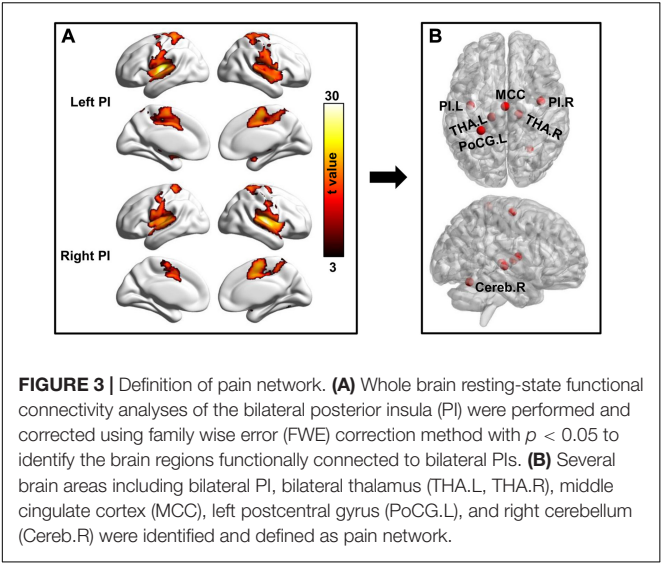 A
B
Left PI
30
t value
3
Right PI
MCC
PI.L
PI.R
THA.L
THA.R
PoCG.L
Cereb.R
FIGURE 3 | Definition of pain network. (A) Whole brain resting-state functional
connectivity analyses of the bilateral posterior insula (PI) were performed and
corrected using family wise error (FWE) correction method with p < 0.05 to
identify the brain regions functionally connected to bilateral PIs. (B) Several
brain areas including bilateral PI, bilateral thalamus (THA.L, THA.R), middle
cingulate cortex (MCC), left postcentral gyrus (PoCG.L), and right cerebellum
(Cereb.R) were identified and defined as pain network.